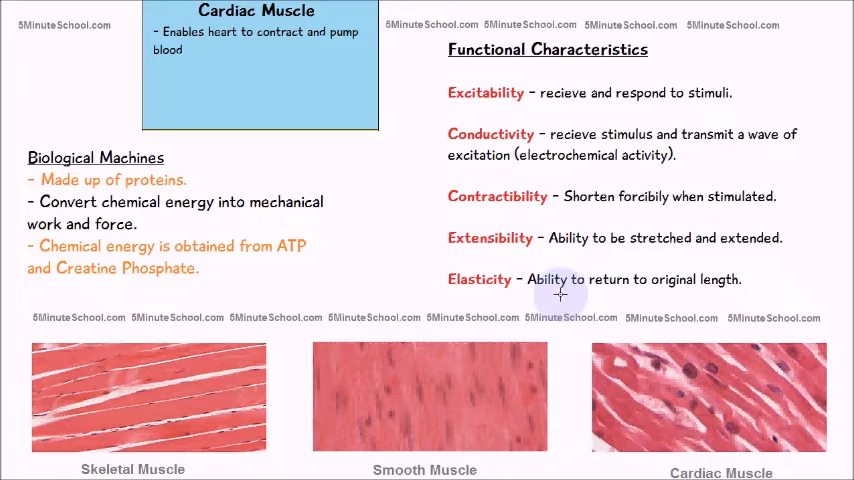 Cardiac Muscle
- Enables heart to contract and pump
blood
5MinuteSchool.com
5MinuteSchool.com 5MinuteSchool.com 5MinuteSchool.com 5MinuteSchool.com
Biological Machines
- Made up of proteins.
- Convert chemical energy into mechanical
work and force.
- Chemical energy is obtained from ATP
and Creatine Phosphate.
Functional Characteristics
Excitability - recieve and respond to stimuli.
Conductivity - recieve stimulus and transmit a wave of
excitation (electrochemical activity).
Contractibility - Shorten forcibily when stimulated.
Extensibility - Ability to be stretched and extended.
Elasticity - Ability to return to original length.
5MinuteSchool.com 5MinuteSchool.com 5MinuteSchool.com 5MinuteSchool.com 5MinuteSchool.com 5MinuteSchool.com 5MinuteSchool.com 5MinuteSchool.com
Skeletal Muscle
Smooth Muscle
Cardiac Muscle